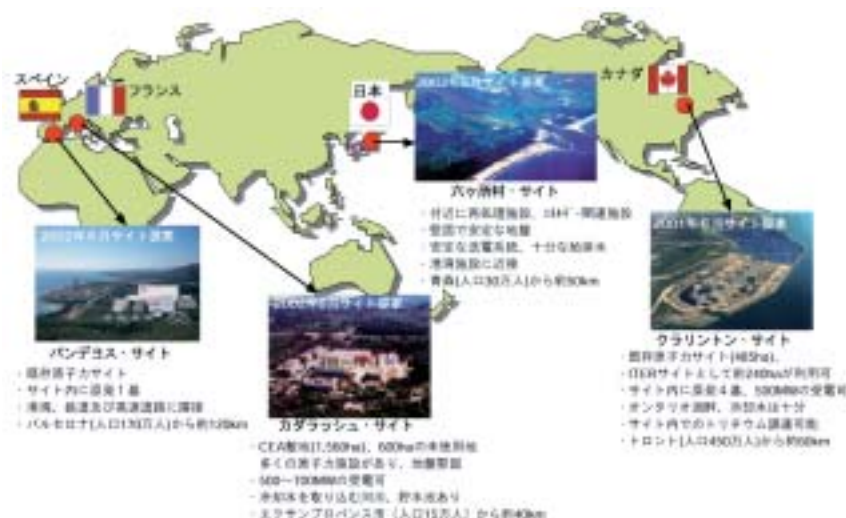 スペイン
フランス
日本
カナダ
2002年6月サイト提案
六ヶ所村・サイト
・付近に再処理施設、ｴﾈﾙｷﾞｰ関連施設
・堅固で安定な地盤
・安定な送電系統、十分な給排水
・港湾施設に近接
・青森(人口30万人)から約50km
2002年6月サイト提案
バンデヨス・サイト
・既存原子力サイト
・サイト内に原発1基
・港湾、鉄道及び高速道路に隣接
・バルセロナ(人口170万人)から約120km
サイト提案
カダラッシュ・サイト
・CEA敷地(1,560ha)、600haの未使用地
多くの原子力施設があり、地盤堅固
・500〜700MWの受電可
・冷却水を取り込む河川、貯水池あり
・エクサンプロバンス市（人口15万人）から約40km
2001年6月サイト提案
クラリントン・サイト
・既存原子力サイト(485ha)、
・ITERサイトとして約240haが利用可
・サイト内に原発4基、500MWの受電可
・オンタリオ湖畔、冷却水は十分
・サイト内でのトリチウム調達可能
・トロント(人口450万人)から約60km